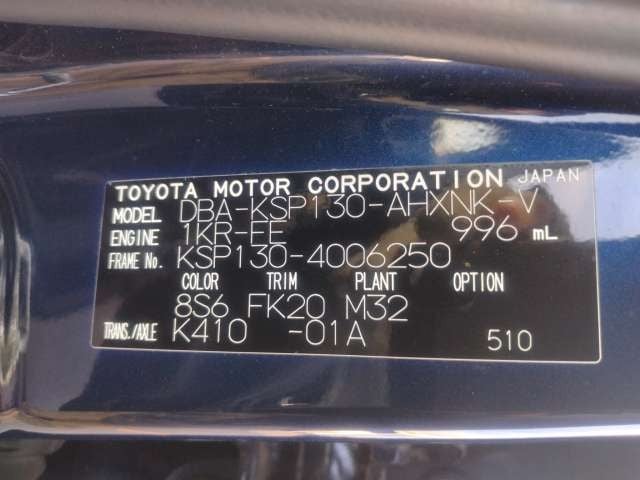 TOYOTA MOTOR CORPORATION JAPAN
MODEL DBA-KSP130-AHXNK-V
ENGINE 1KR-FE 996 mL
FRAME No. KSP130-4006250
COLOR TRIM PLANT OPTION
8S6 FK20 M32
TRANS./AXLE K410 -01A 510